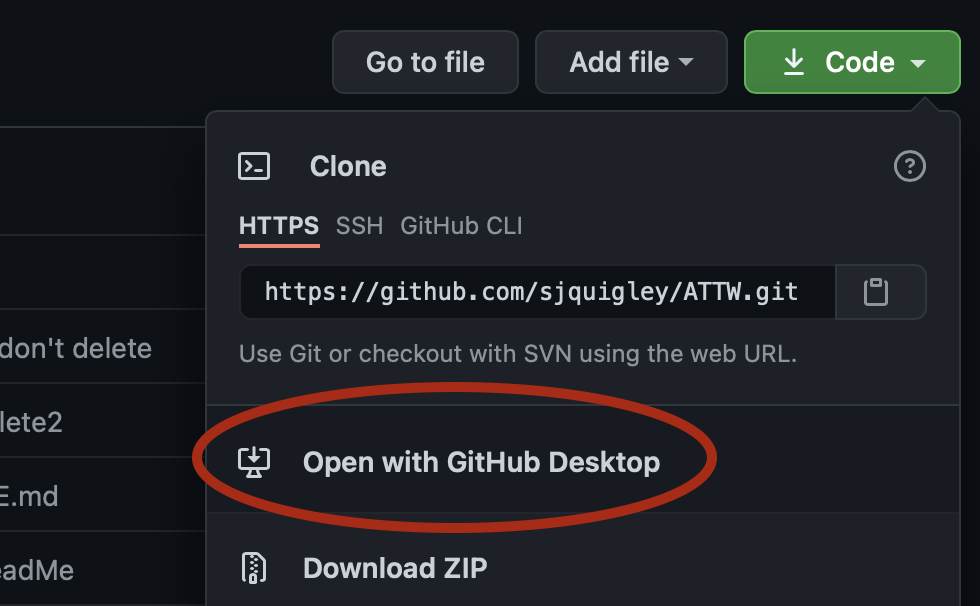 Go to file
Add file
Code
Clone
HTTPS SSH GitHub CLI
https://github.com/sjquigley/ATTW.git
Use Git or checkout with SVN using the web URL.
don't delete
lete2
Open with GitHub Desktop
E.md
eadMe
Download ZIP